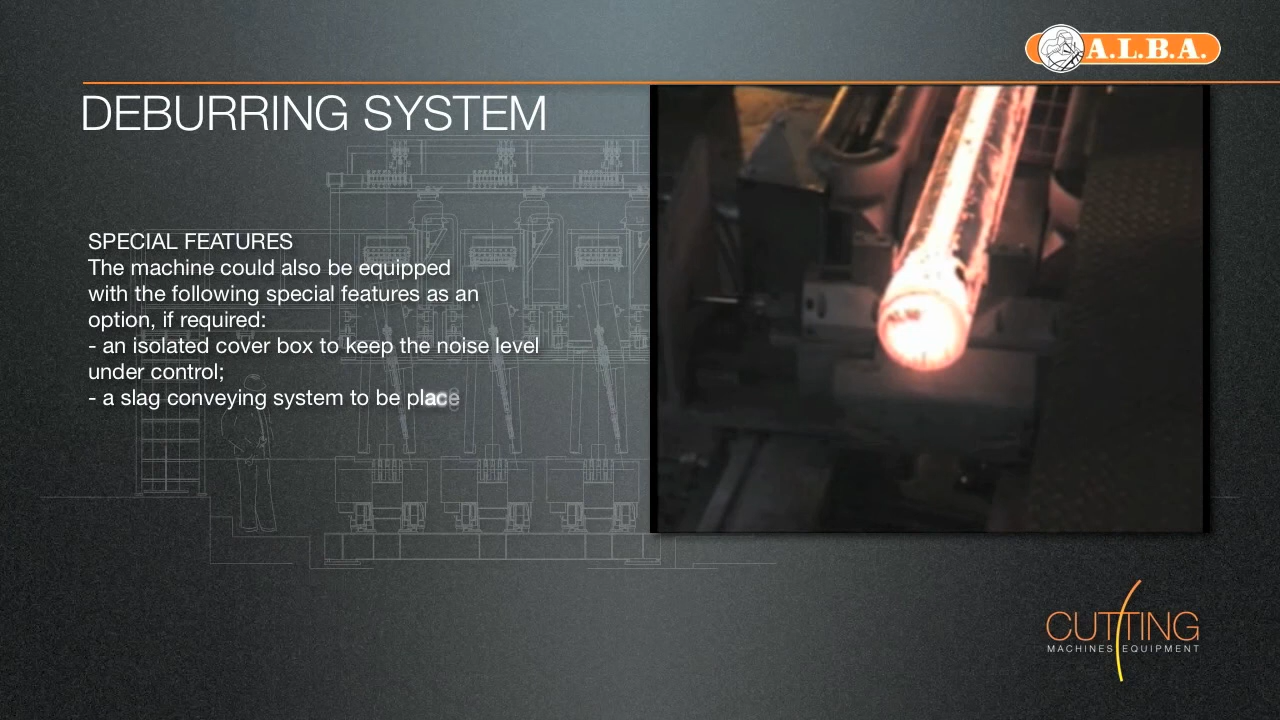 A.L.B.A.
DEBURRING SYSTEM
SPECIAL FEATURES
The machine could also be equipped
with the following special features as an
option, if required:
- an isolated cover box to keep the noise level
under control;
- a slag conveying system to be place
CUTTING
MACHINES EQUIPMENT